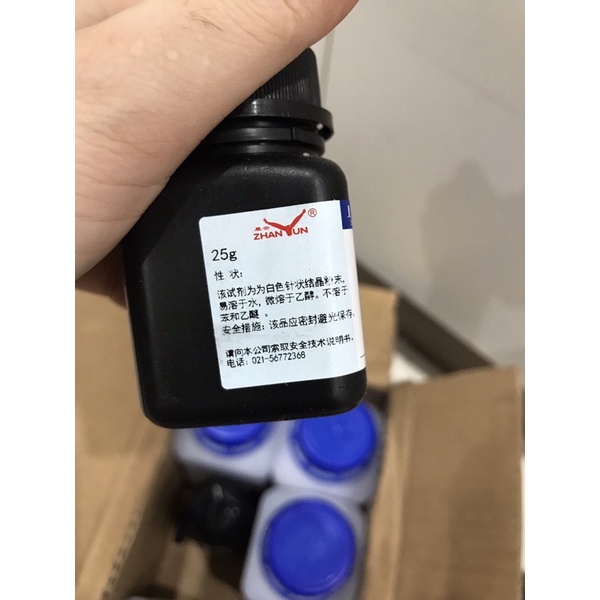 展云
ZHANYUN®
25g
性 状:
该试剂为为白色针状结晶粉末,
易溶于水, 微熔于乙醇。不溶于
苯和乙醚 。
安全措施: 该品应密封避光保存。
请向本公司索取安全技术说明书。
电话: 021-56772368